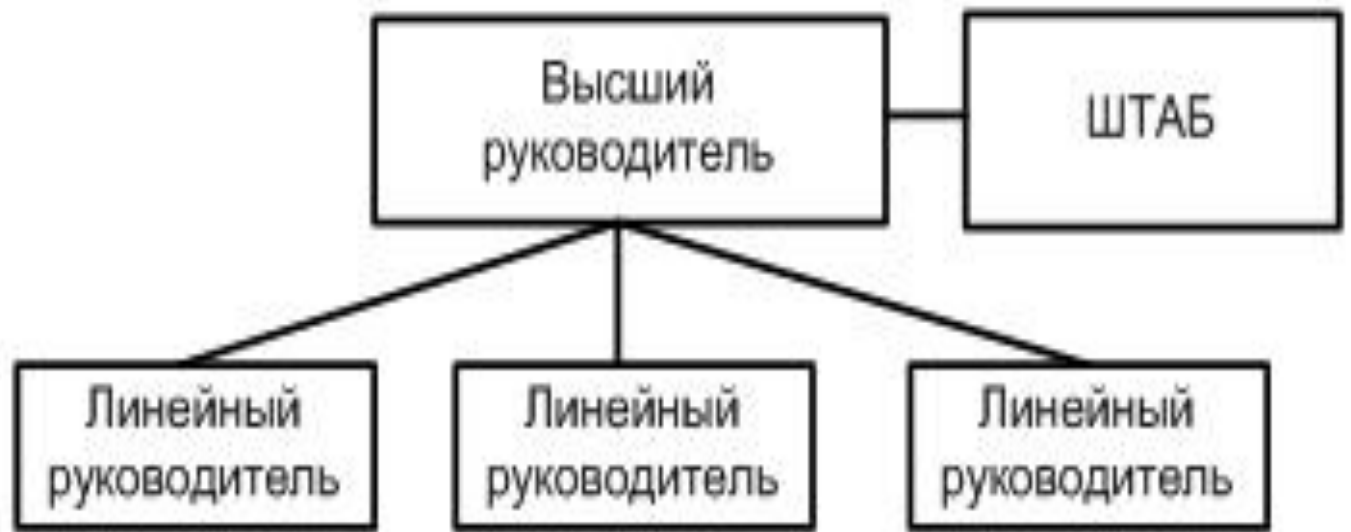 Высший
руководитель
ШТАБ
Линейный
руководитель
Линейный
руководитель
Линейный
руководитель